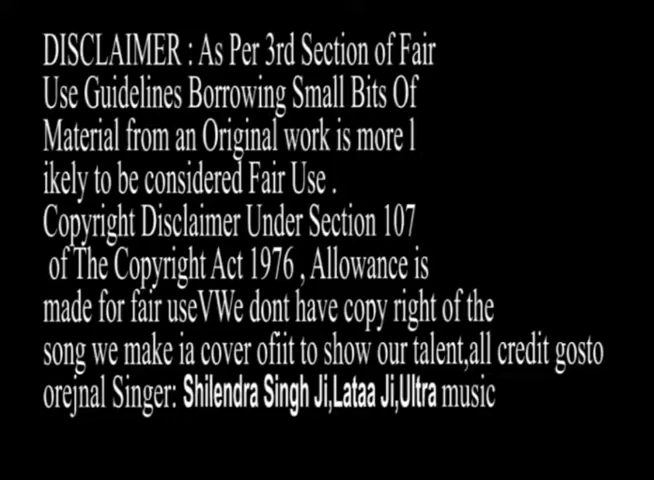 DISCLAIMER : As Per 3rd Section of Fair
Use Guidelines Borrowing Small Bits Of
Material from an Original work is more l
ikely to be considered Fair Use .
Copyright Disclaimer Under Section 107
of The Copyright Act 1976 , Allowance is
made for fair useVWe dont have copy right of the
song we make ia cover ofiit to show our talent,all credit gosto
orejnal Singer: Shilendra Singh Ji,Lataa Ji,Ultra music